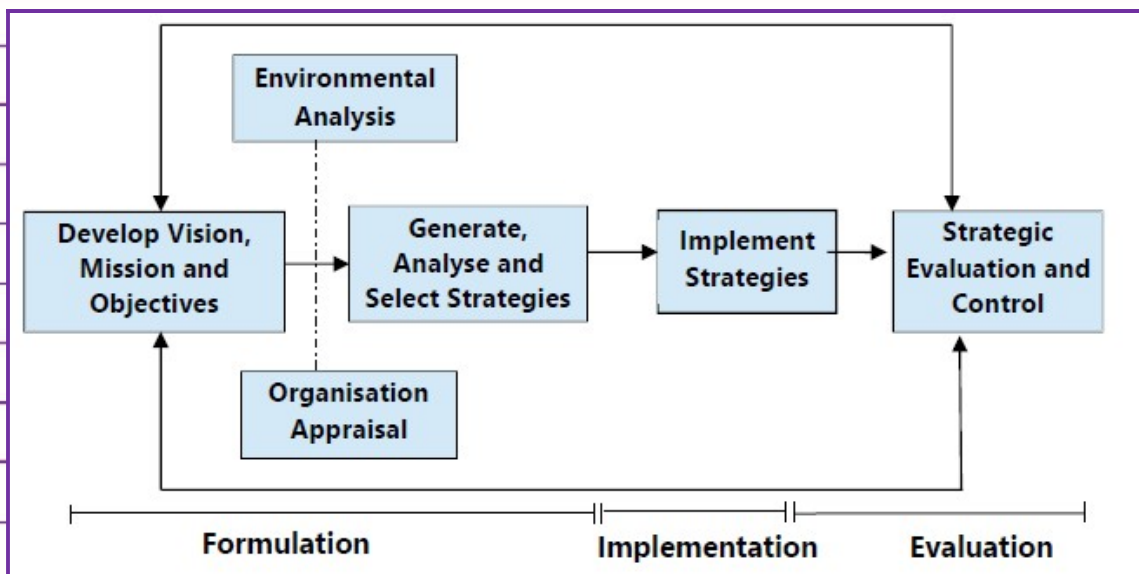 Environmental
Analysis
Develop Vision,
Mission and
Objectives
Generate,
Analyse and
Select Strategies
Implement
Strategies
Strategic
Evaluation and
Control
Organisation
Appraisal
Formulation
Implementation
Evaluation